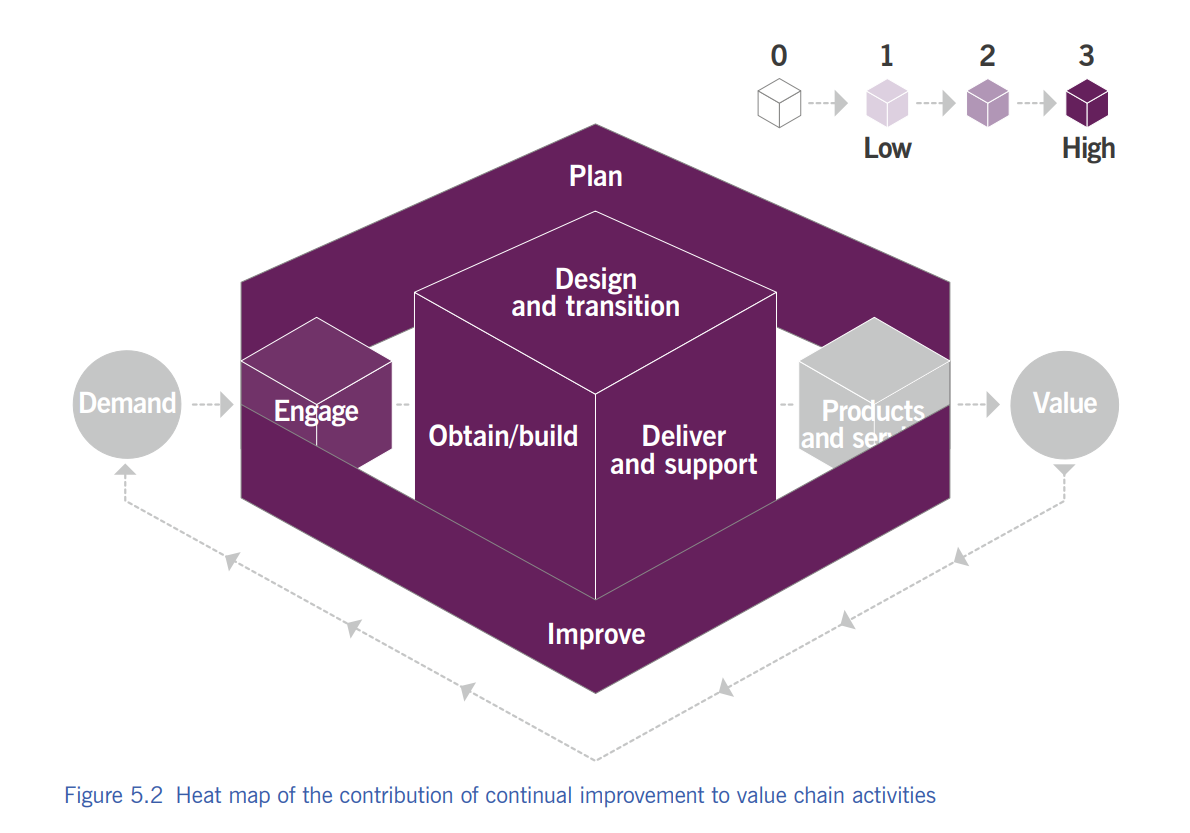 0 1 2 3
Low High
Plan
Design
and transition
Demand
Engage
Obtain/build
Deliver
and support
Products
and
Value
Improve
Figure 5.2 Heat map of the contribution of continual improvement to value chain activities